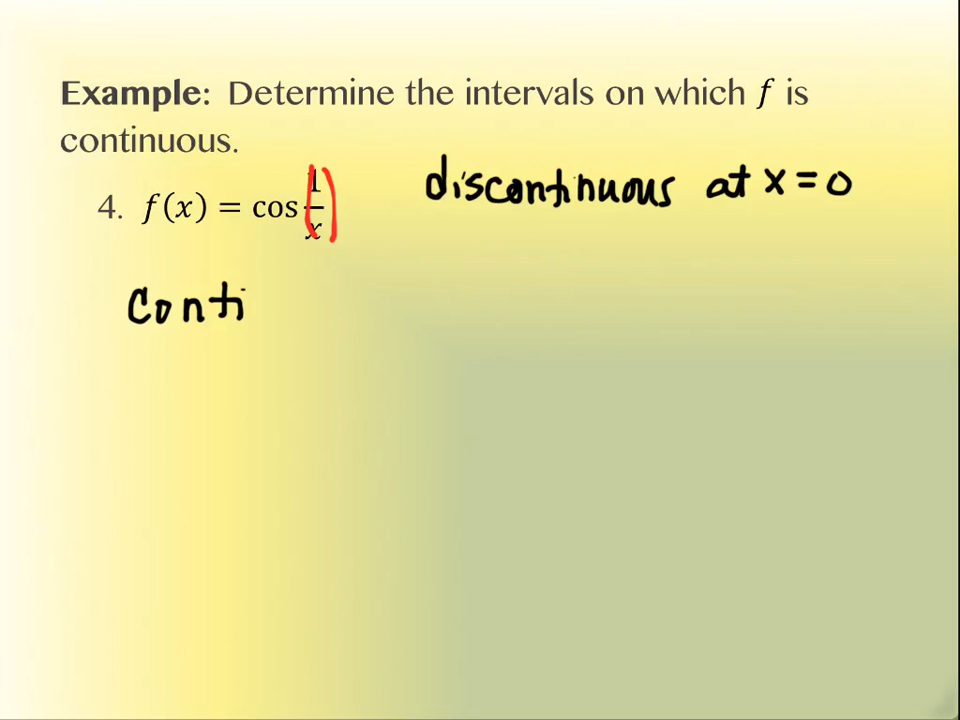 Example: Determine the intervals on which f is
continuous.
4. f(x) = cos(1/x) discontinuous at x = 0
conti